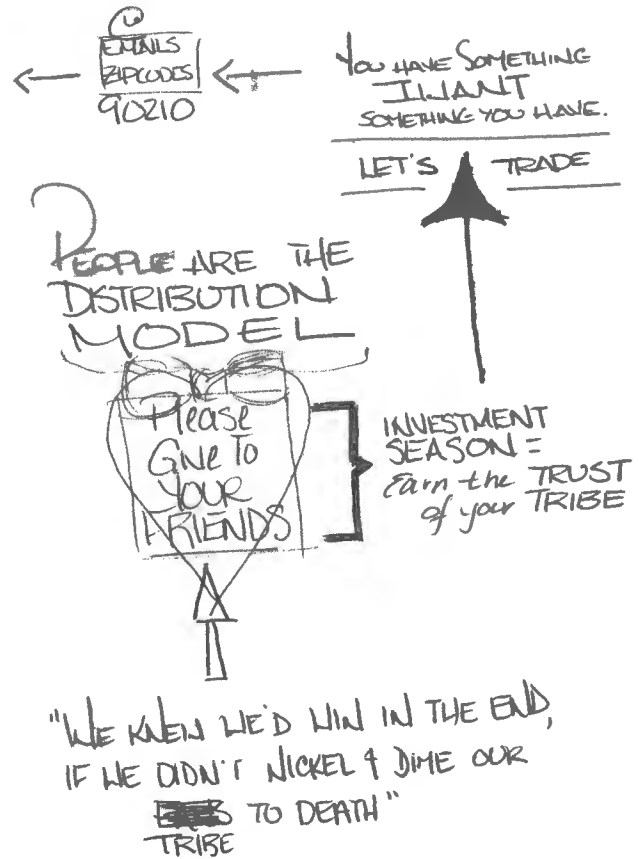 EMAILS
ZIPCODES
90210
YOU HAVE SOMETHING
I WANT
SOMETHING YOU HAVE.
LET'S TRADE
PEOPLE ARE THE
DISTRIBUTION
MODEL
Please
Give To
YOUR
FRIENDS
INVESTMENT
SEASON =
Earn the TRUST
of your TRIBE
"WE KNEW WE'D WIN IN THE END,
IF WE DIDN'T NICKEL & DIME OUR
TO DEATH"
TRIBE